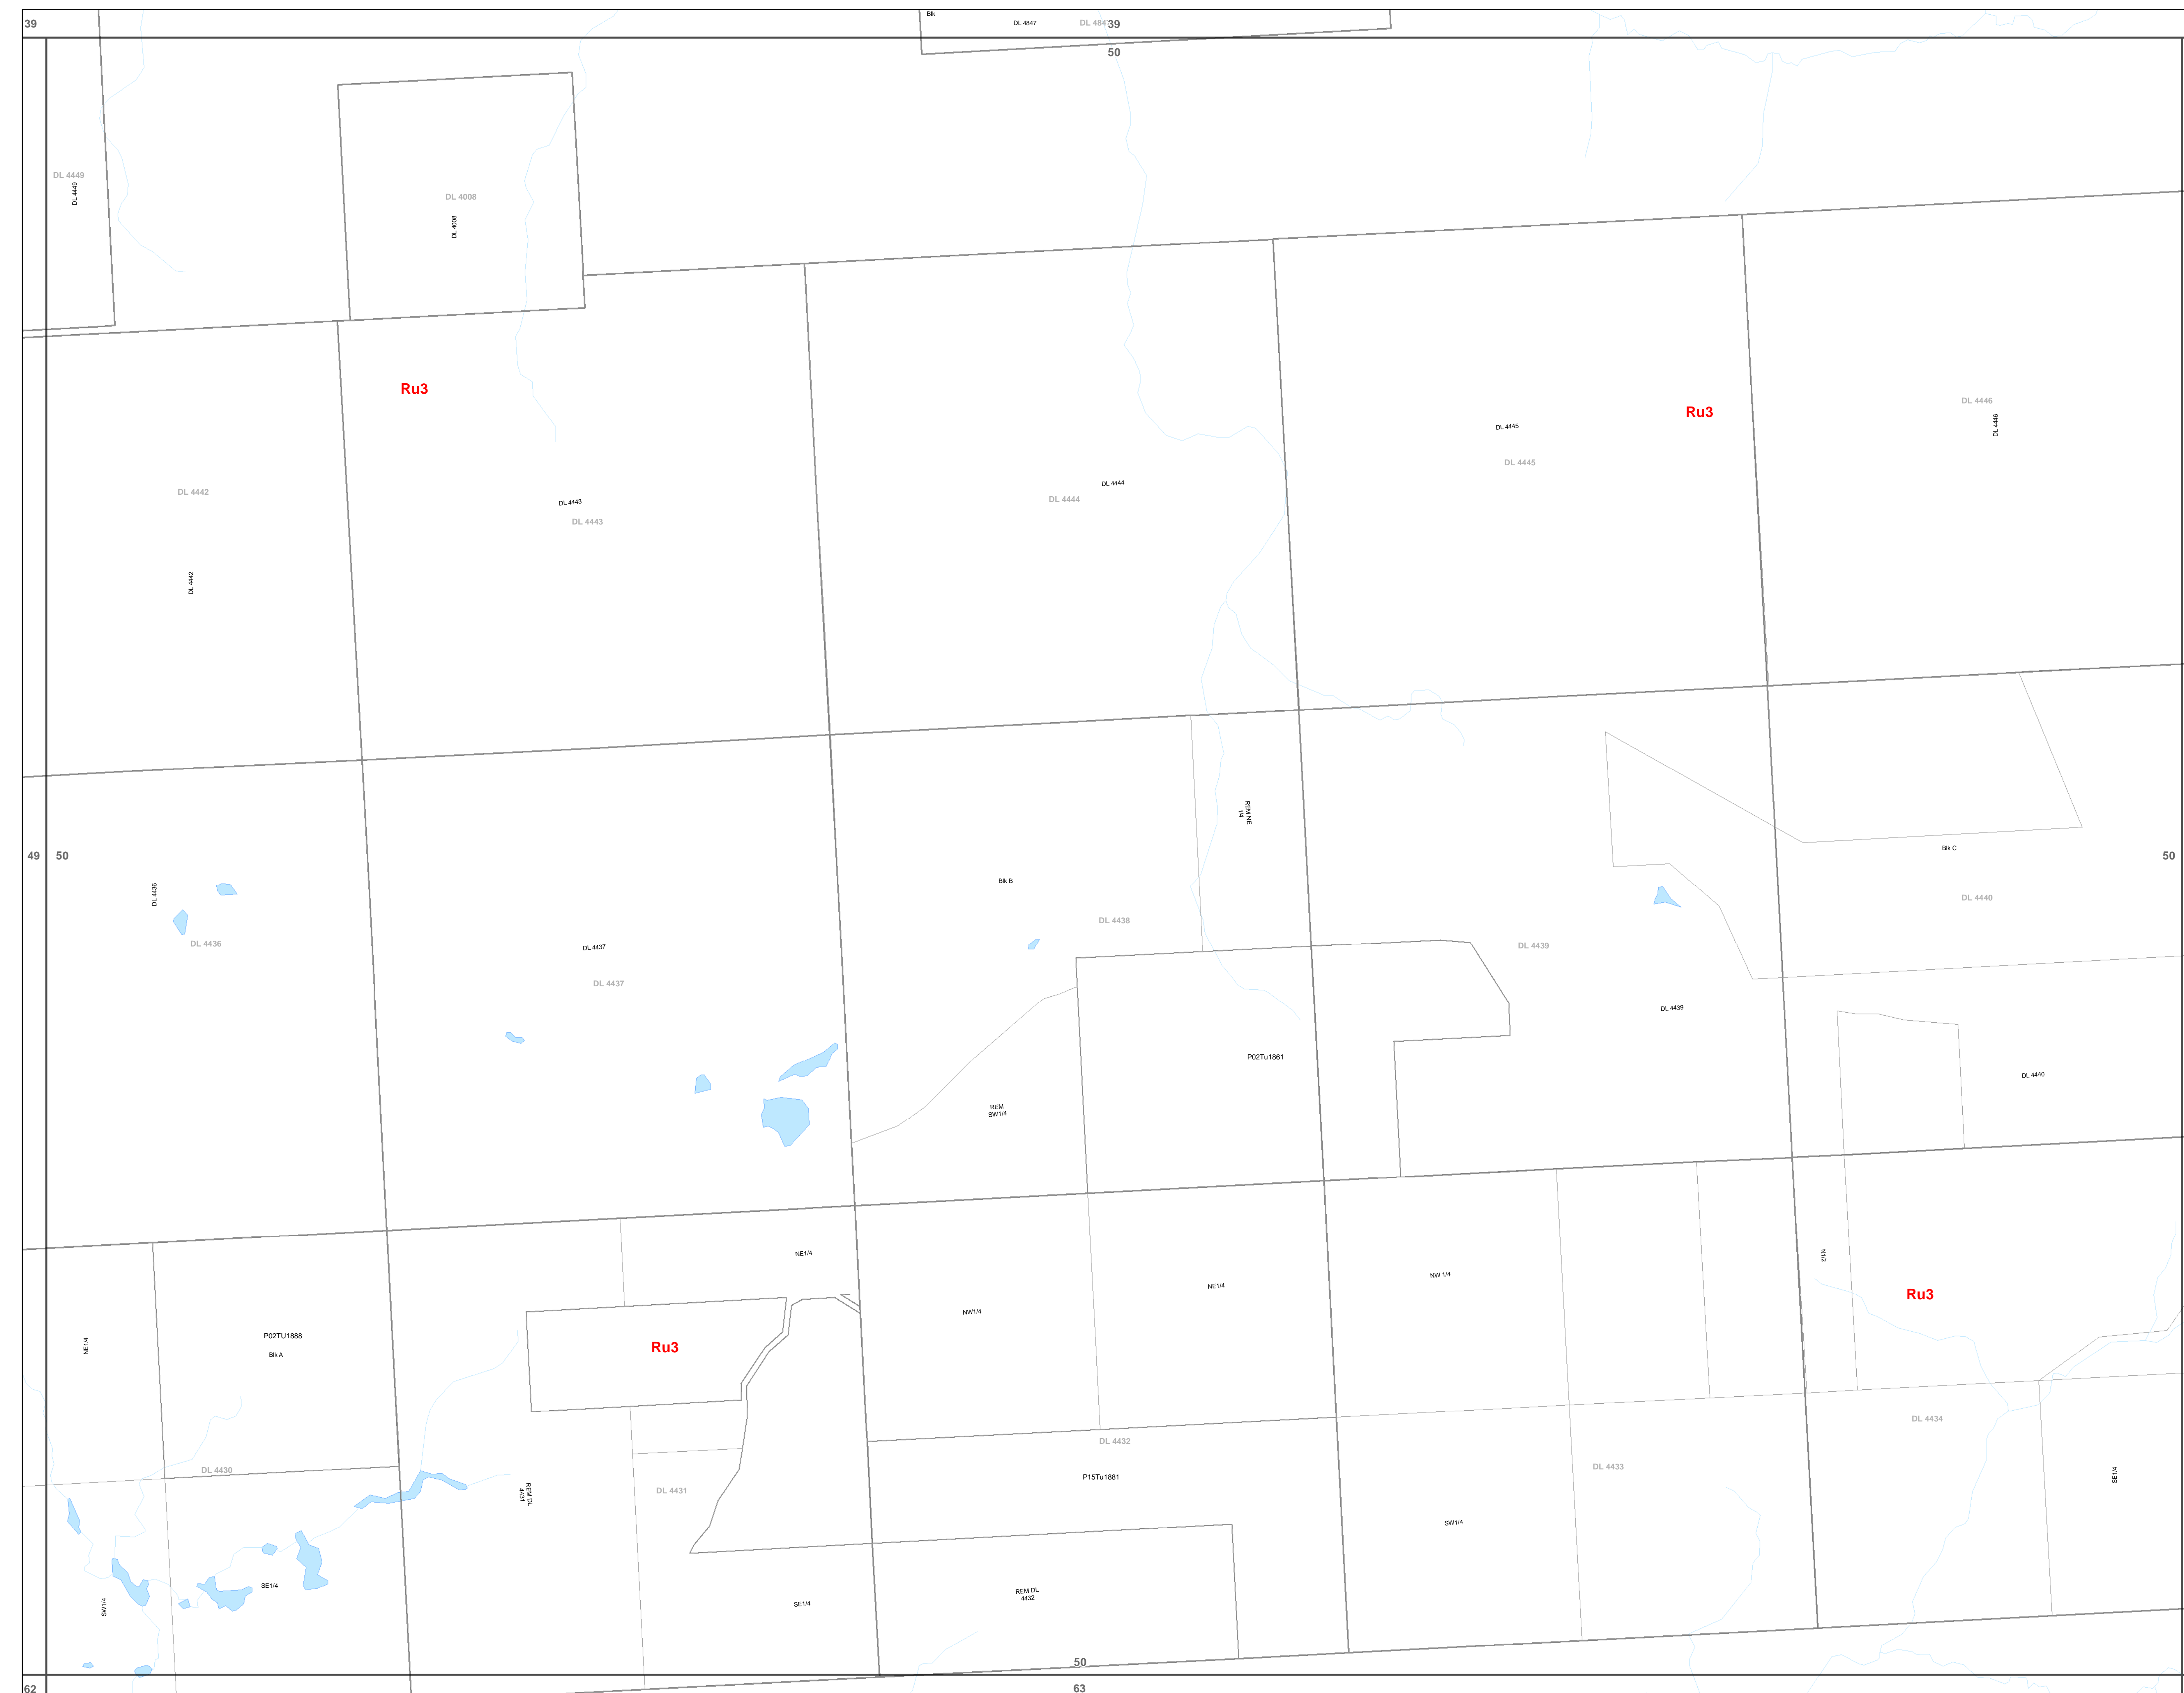 39
Blk
DL 4847
DL 4847
39
50
DL 4449
DL 4449
DL 4008
DL 4008
Ru3
Ru3
DL 4446
DL 4446
DL 4445
DL 4445
DL 4442
DL 4442
DL 4443
DL 4443
DL 4444
DL 4444
REM NE
1/4
49
50
Blk C
50
DL 4436
DL 4436
Blk B
DL 4438
DL 4440
DL 4437
DL 4437
DL 4439
DL 4439
P02Tu1861
DL 4440
REM
SW1/4
NE1/4
N1/2
NE1/4
P02TU1888
Blk A
Ru3
NW1/4
NE1/4
NW 1/4
Ru3
DL 4434
DL 4432
DL 4430
REM DL
4431
DL 4431
P15Tu1881
DL 4433
SE1/4
SW1/4
SW1/4
SE1/4
SE1/4
REM DL
4432
50
62
63